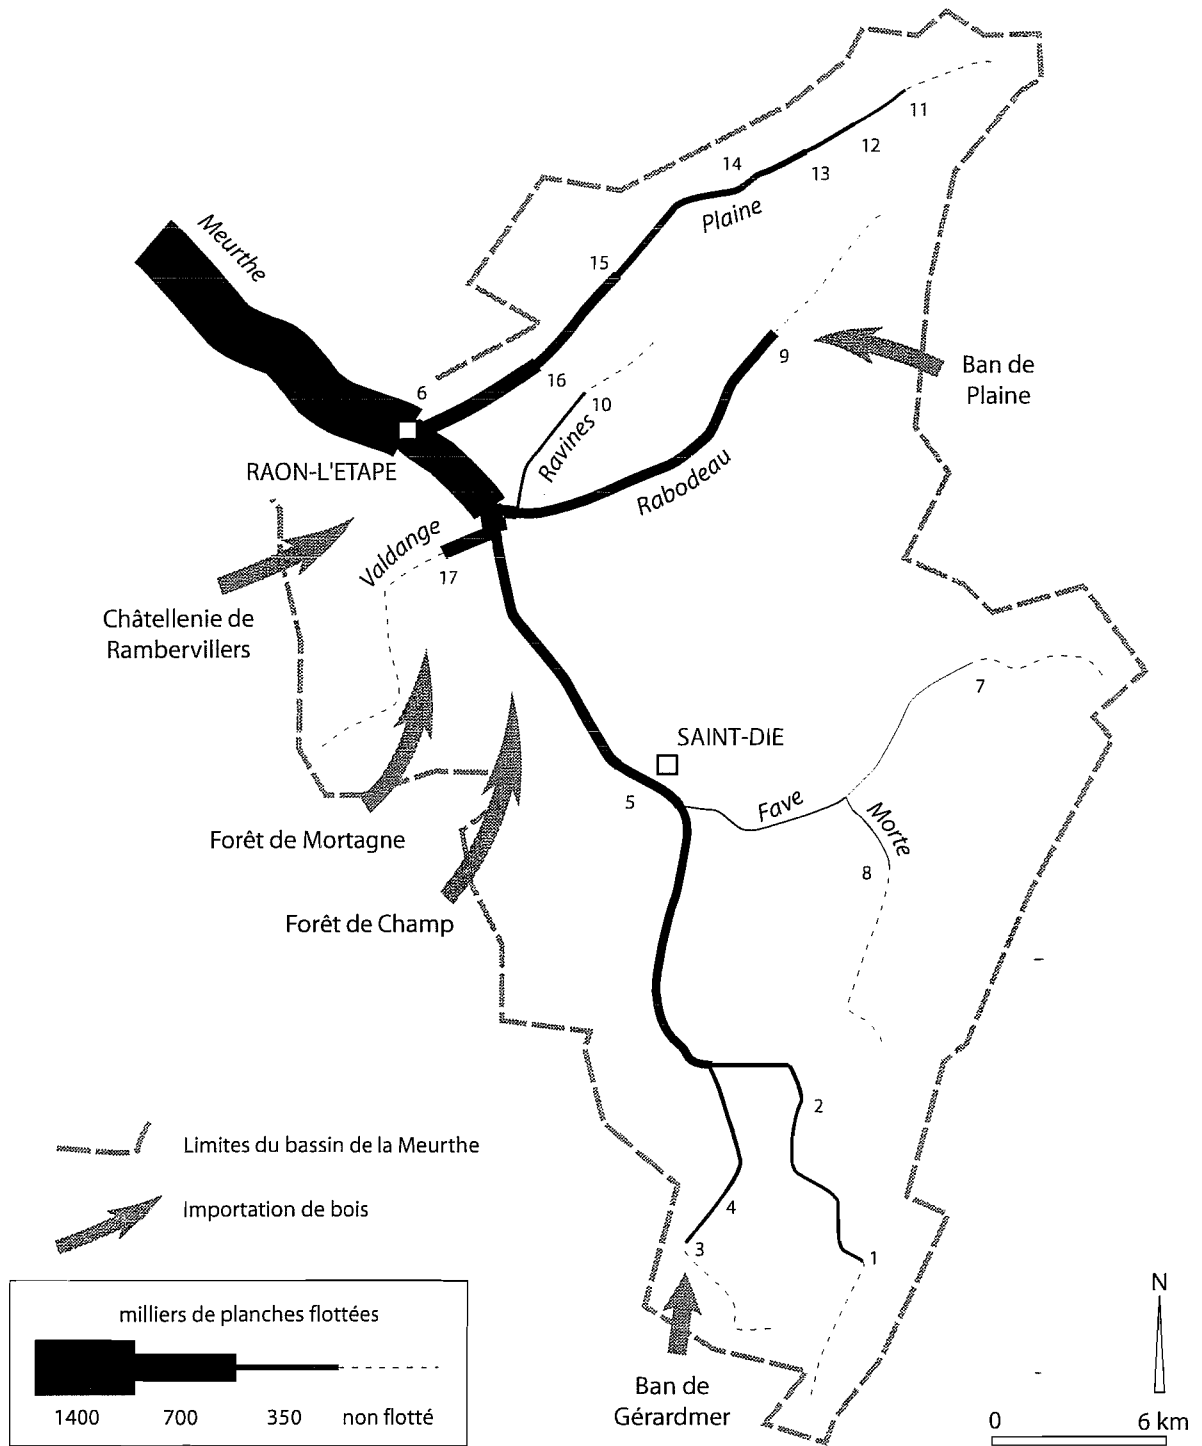 11
12
14
13
Plaine
Meurthe
15
9
Ban de
Plaine
6
16
10
Ravines
RAON-L'ETAPE
Rabodeau
Valdange
17
Châtellenie de
Rambervillers
7
SAINT-DIE
5
Fave
Morte
8
Forêt de Mortagne
Forêt de Champ
2
4
3
1
Limites du bassin de la Meurthe
Importation de bois
milliers de planches flottées
1400 700 350 non flotté
Ban de
Gérardmer
N
0 6 km